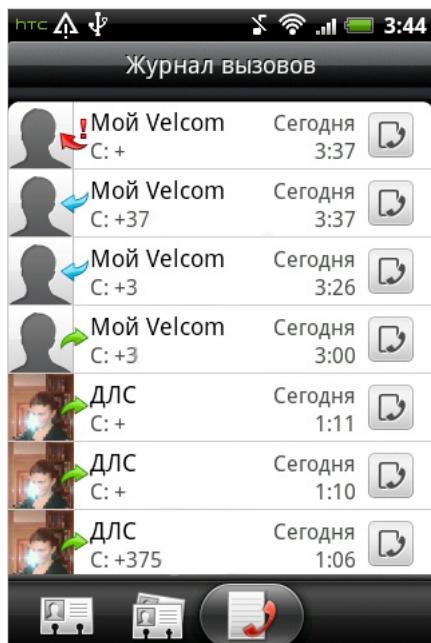 hTC 3:44
Журнал вызовов
Мой Velcom Сегодня
С: + 3:37
Мой Velcom Сегодня
С: +37 3:37
Мой Velcom Сегодня
С: +3 3:26
Мой Velcom Сегодня
С: +3 3:00
ДЛС Сегодня
С: + 1:11
ДЛС Сегодня
С: + 1:10
ДЛС Сегодня
С: +375 1:06